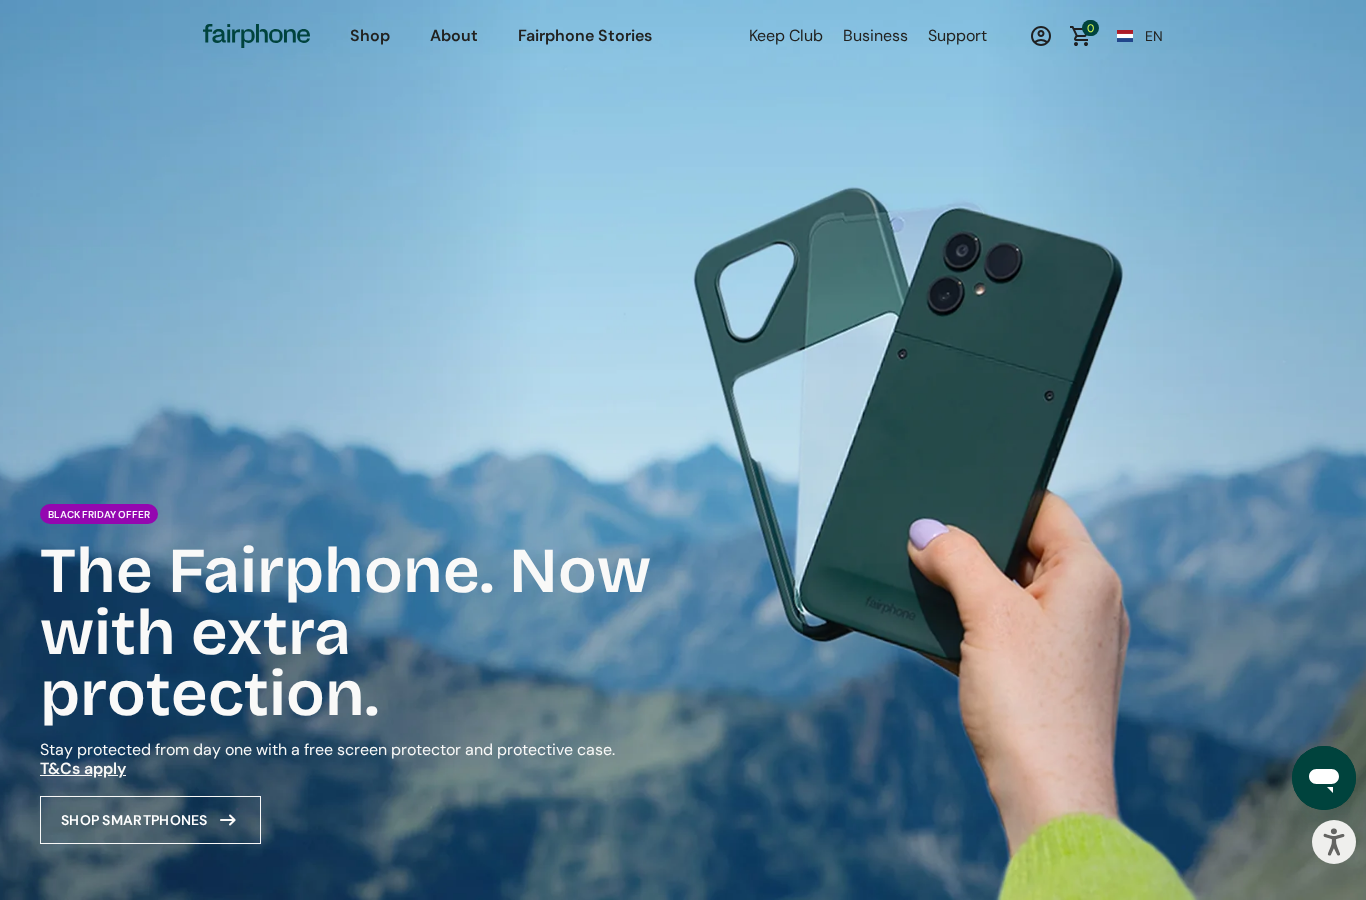 fairphone
Shop
About
Fairphone Stories
Keep Club
Business
Support
0
EN
BLACK FRIDAY OFFER
The Fairphone. Now
with extra
protection.
Stay protected from day one with a free screen protector and protective case.
T&Cs apply
SHOP SMARTPHONES
fairphone